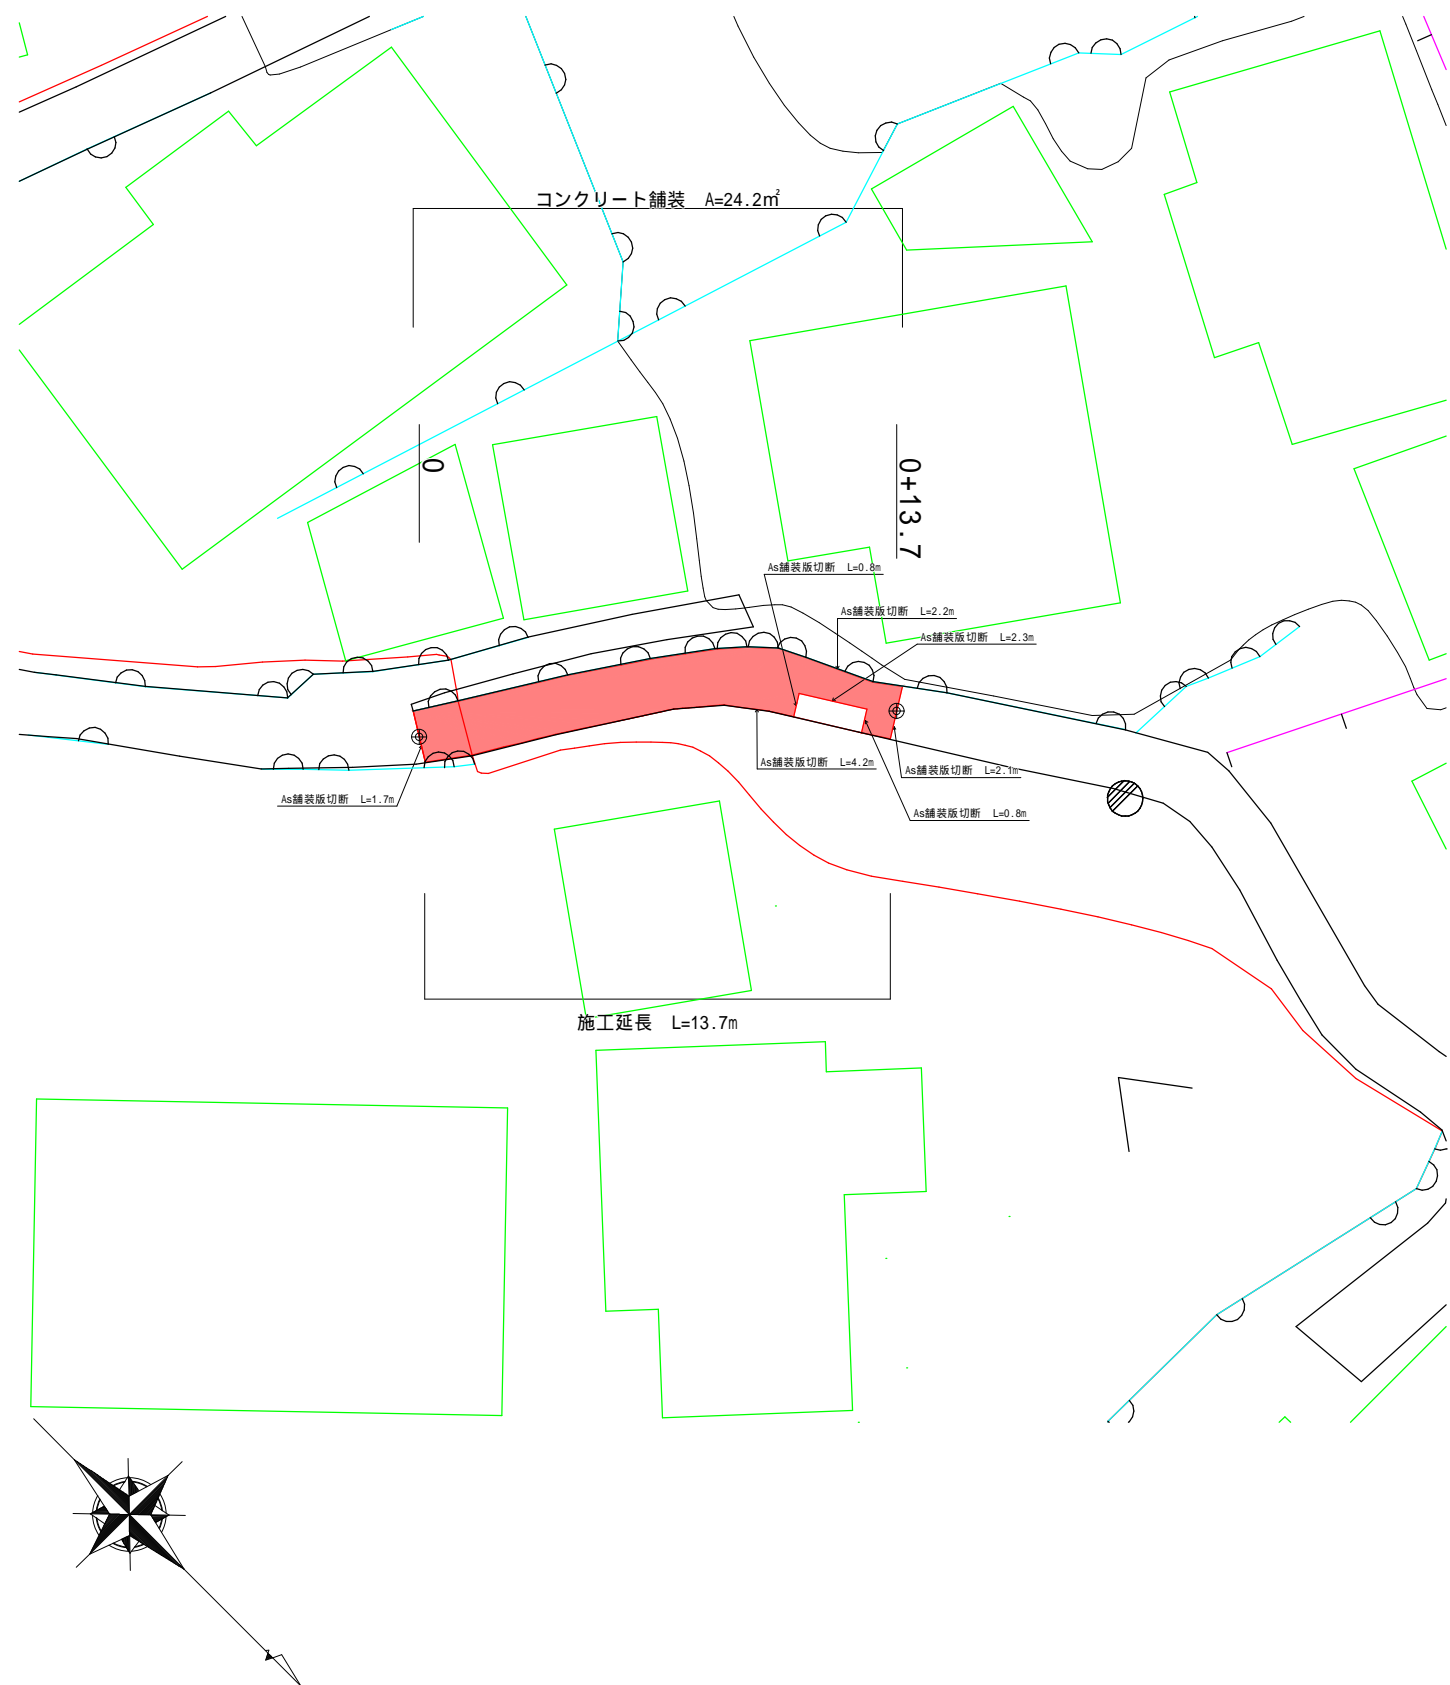 コンクリート舗装　A=24.2㎡
0
0+13.7
As舗装版切断　L=0.8m
As舗装版切断　L=2.2m
As舗装版切断　L=2.3m
As舗装版切断　L=4.2m
As舗装版切断　L=2.1m
As舗装版切断　L=1.7m
As舗装版切断　L=0.8m
施工延長　L=13.7m